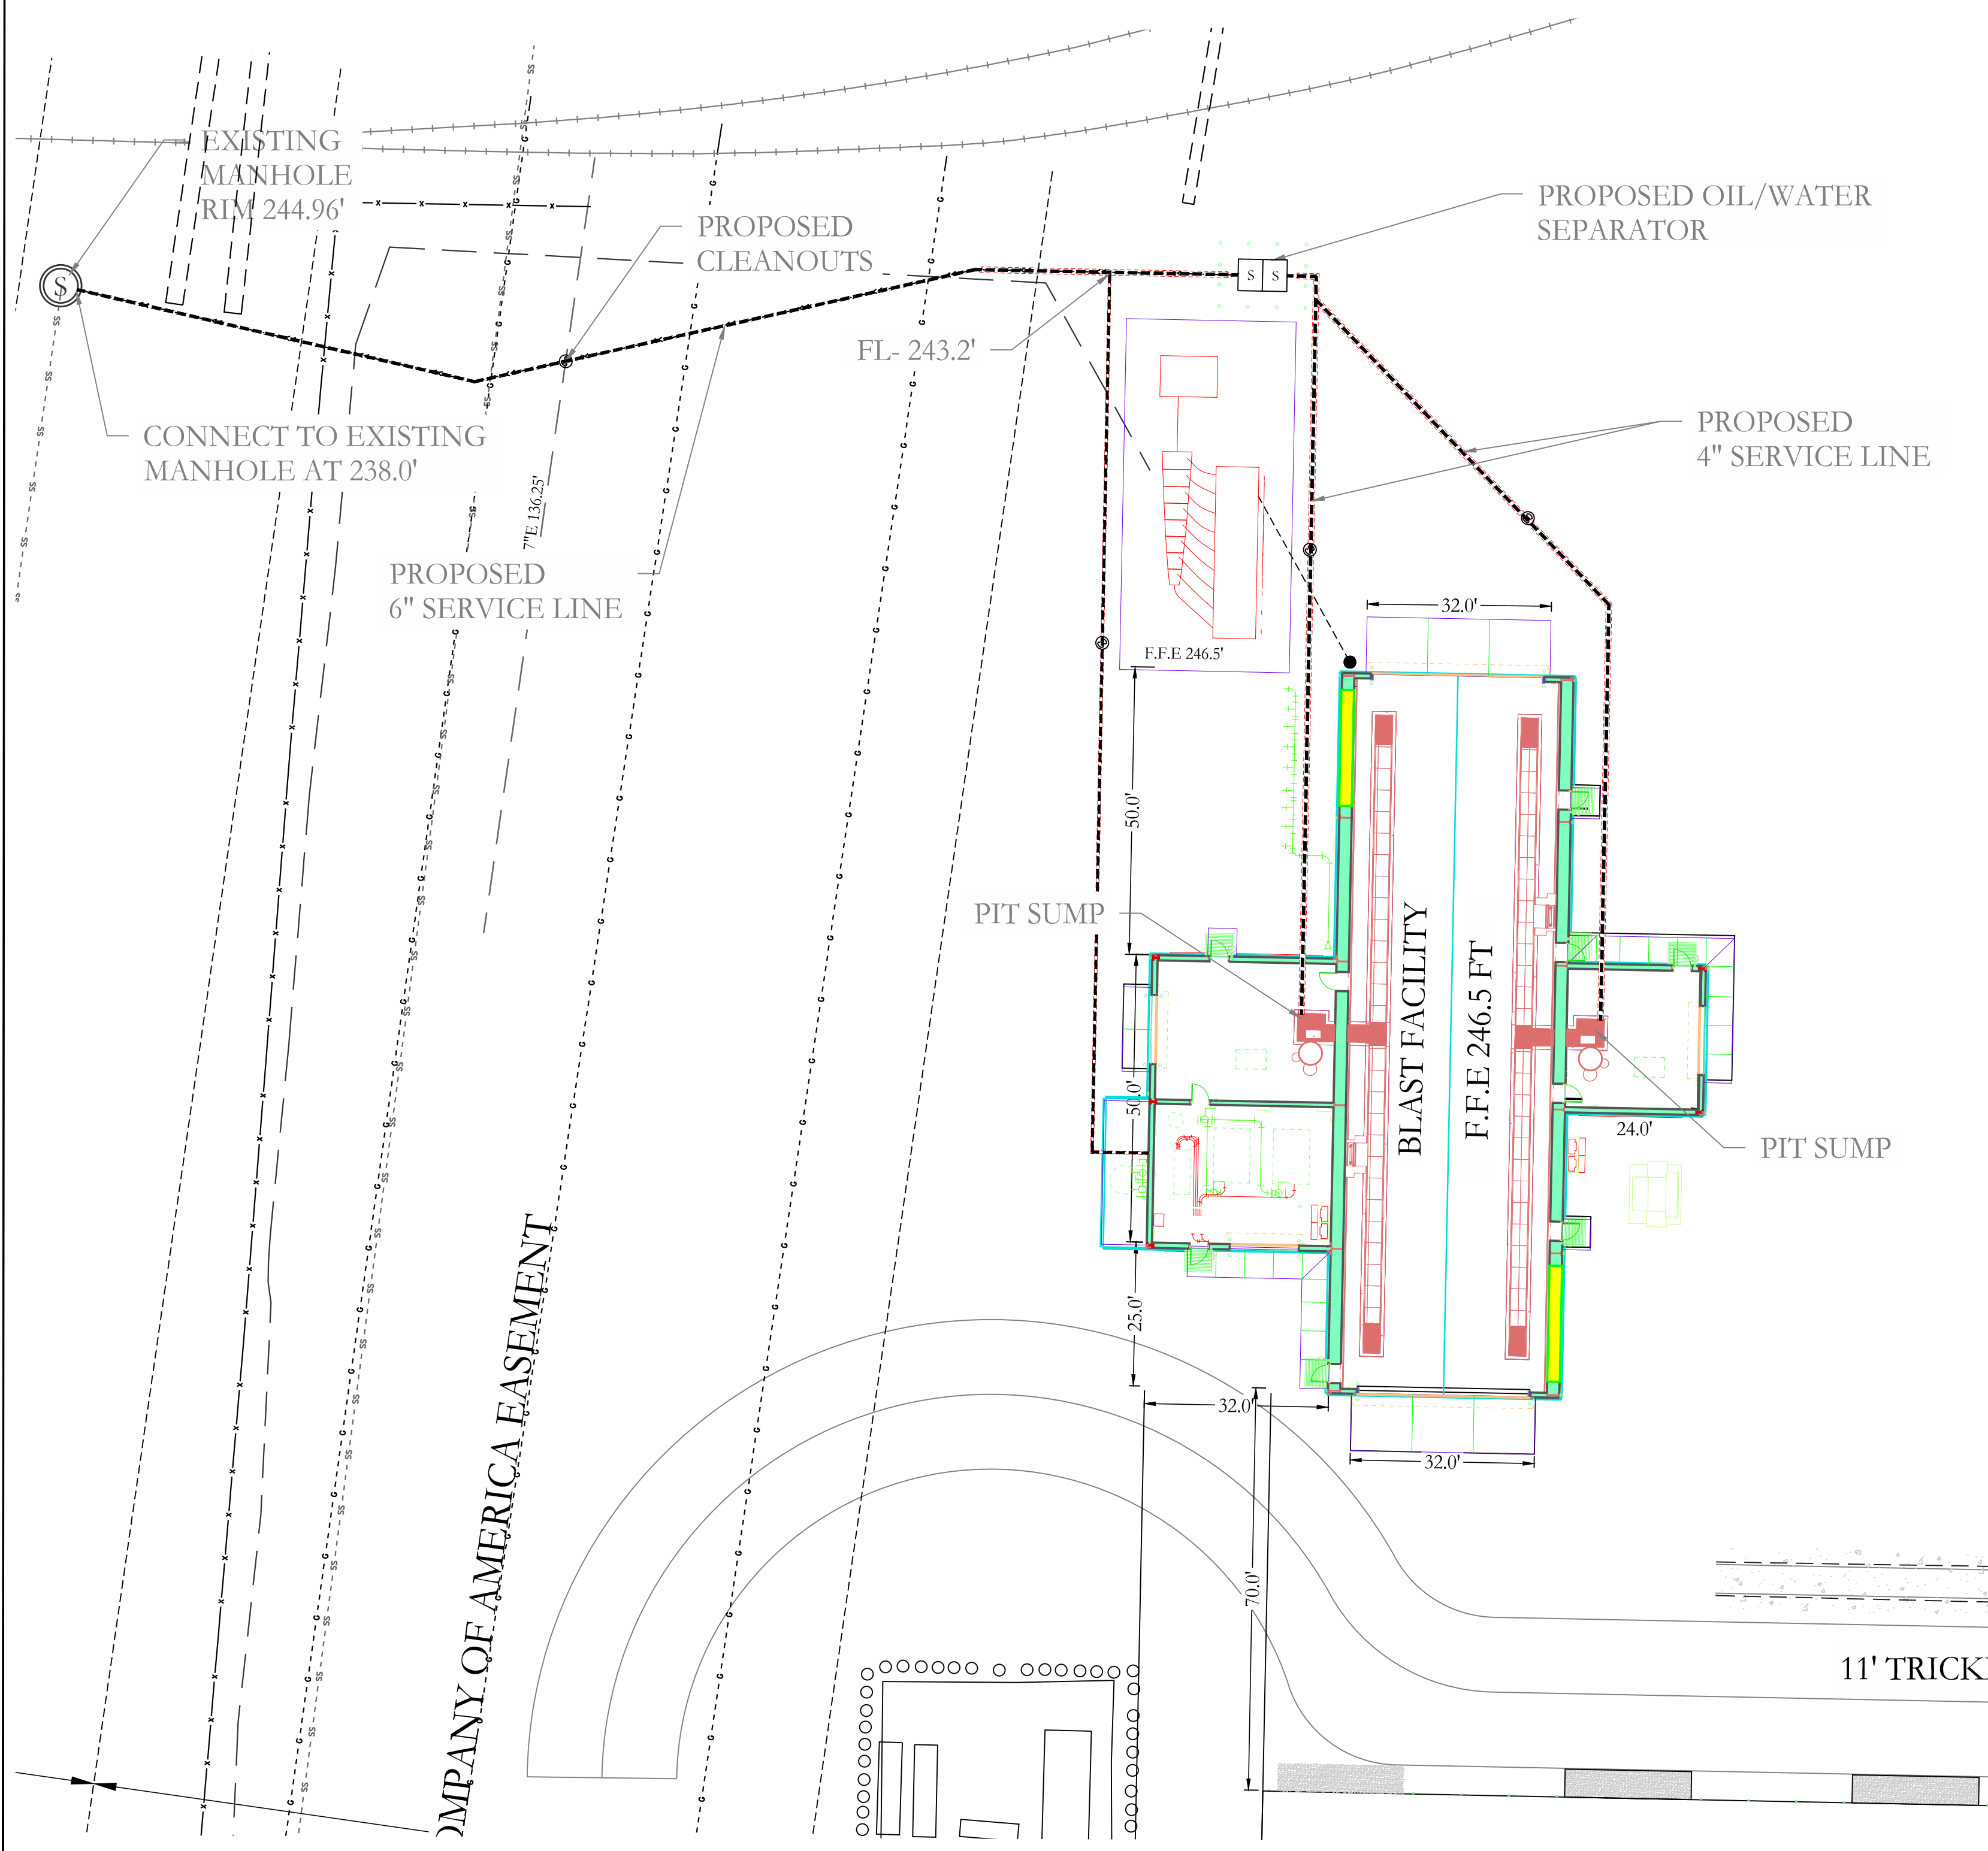 EXISTING
MANHOLE
RIM 244.96'
PROPOSED
CLEANOUTS
PROPOSED OIL/WATER
SEPARATOR
S
S
S
FL- 243.2'
CONNECT TO EXISTING
MANHOLE AT 238.0'
PROPOSED
4" SERVICE LINE
7"E 136.25'
PROPOSED
6" SERVICE LINE
32.0'
F.F.E 246.5'
50.0'
PIT SUMP
BLAST FACILITY
F.F.E 246.5 FT
50.0'
24.0'
PIT SUMP
25.0'
32.0'
32.0'
OMPANY OF AMERICA EASEMENT
70.0'
11' TRICK